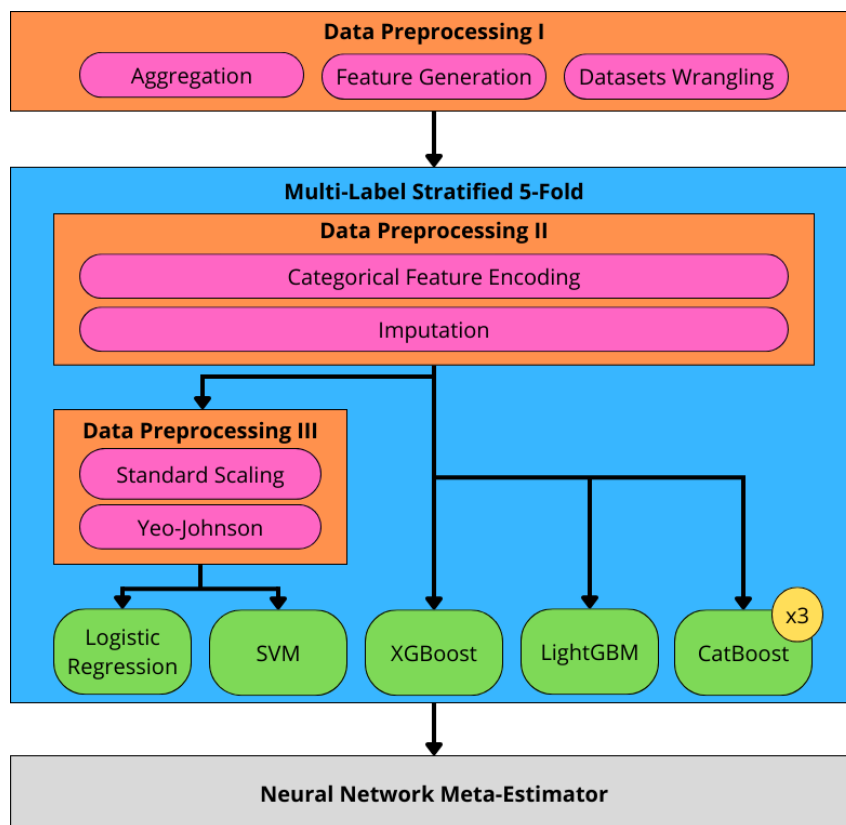 Data Preprocessing I
Aggregation
Feature Generation
Datasets Wrangling
Multi-Label Stratified 5-Fold
Data Preprocessing II
Categorical Feature Encoding
Imputation
Data Preprocessing III
Standard Scaling
Yeo-Johnson
Logistic
Regression
SVM
XGBoost
LightGBM
CatBoost
x3
Neural Network Meta-Estimator